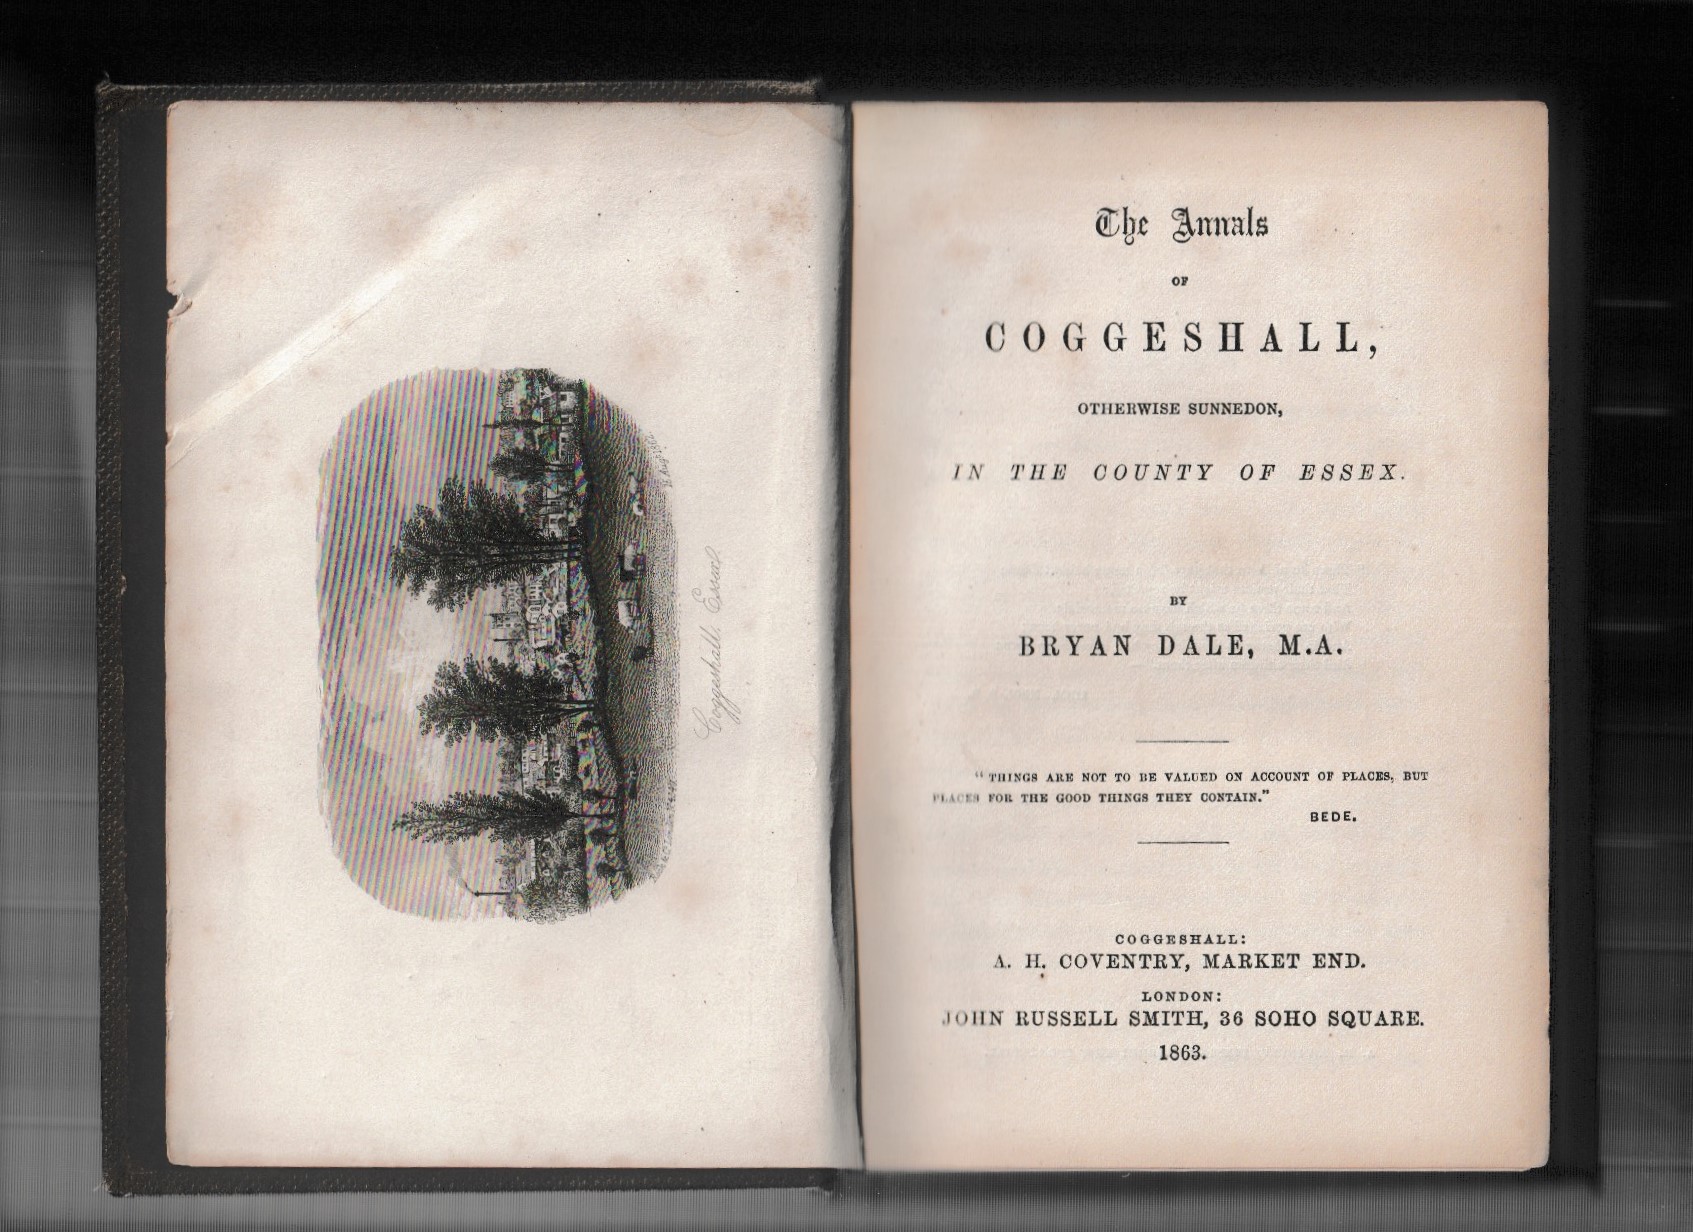 Coggeshall, Essex.
The Annals
OF
COGGESHALL,
OTHERWISE SUNNEDON,
IN THE COUNTY OF ESSEX.
BY
BRYAN DALE, M.A.
"THINGS ARE NOT TO BE VALUED ON ACCOUNT OF PLACES, BUT
PLACES FOR THE GOOD THINGS THEY CONTAIN."
BEDE.
COGGESHALL:
A. H. COVENTRY, MARKET END.
LONDON:
JOHN RUSSELL SMITH, 36 SOHO SQUARE.
1863.